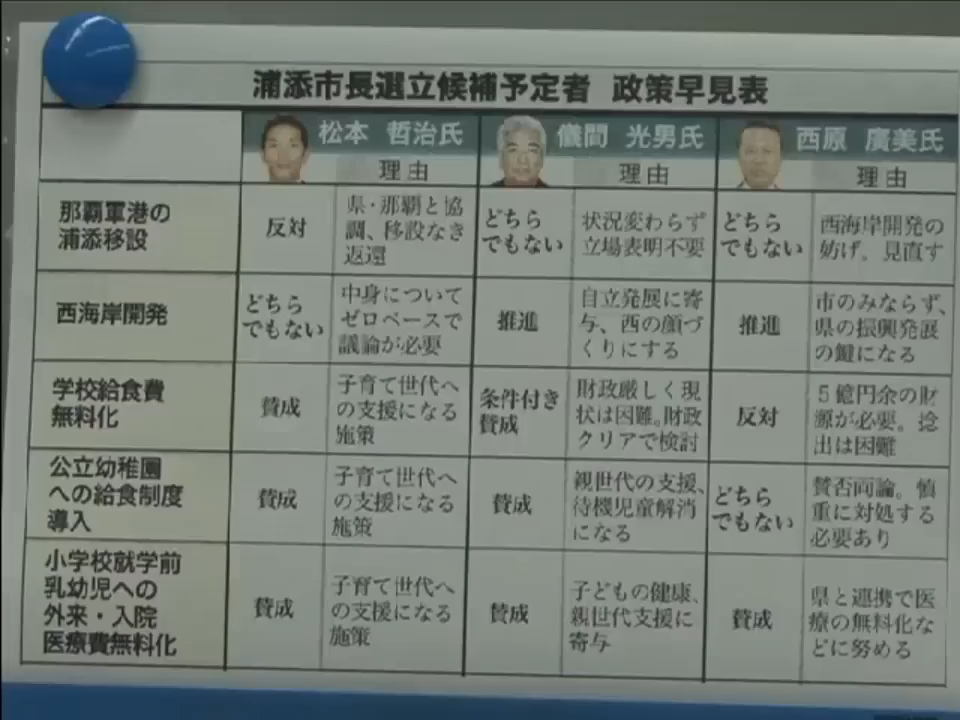 浦添市長選立候補予定者 政策早見表
松本 哲治氏 儀間 光男氏 西原 廣美氏
理由 理由 理由
那覇軍港の
浦添移設
反対
県・那覇と協
調、移設なき
返還
どちら
でもない
状況変わらず
立場表明不要
どちら
でもない
西海岸開発の
妨げ。見直す
西海岸開発
どちら
でもない
中身について
ゼロベースで
議論が必要
推進
自立発展に寄
与、西の顔づ
くりにする
推進
市のみならず、
県の振興発展
の鍵になる
学校給食費
無料化
賛成
子育て世代へ
の支援になる
施策
条件付き
賛成
財政厳しく現
状は困難。財政
クリアで検討
反対
5億円余の財
源が必要。捻
出は困難
公立幼稚園
への給食制度
導入
賛成
子育て世代へ
の支援になる
施策
賛成
親世代の支援、
待機児童解消
になる
どちら
でもない
賛否両論。慎
重に対処する
必要あり
小学校就学前
乳幼児への
外来・入院
医療費無料化
賛成
子育て世代へ
の支援になる
施策
賛成
子どもの健康、
親世代支援に
寄与
賛成
県と連携で医
療の無料化な
どに努める